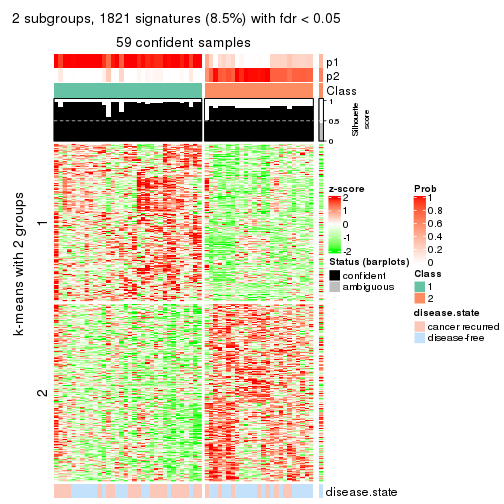 2 subgroups, 1821 signatures (8.5%) with fdr < 0.05
59 confident samples
p1
p2
Class
1
0.5
0
Silhouette
score
k-means with 2 groups
1
2
z-score
2
1
0
-1
-2
Status (barplots)
confident
ambiguous
Prob
1
0.8
0.6
0.4
0.2
0
Class
1
2
disease.state
cancer recurred
disease-free
disease.state